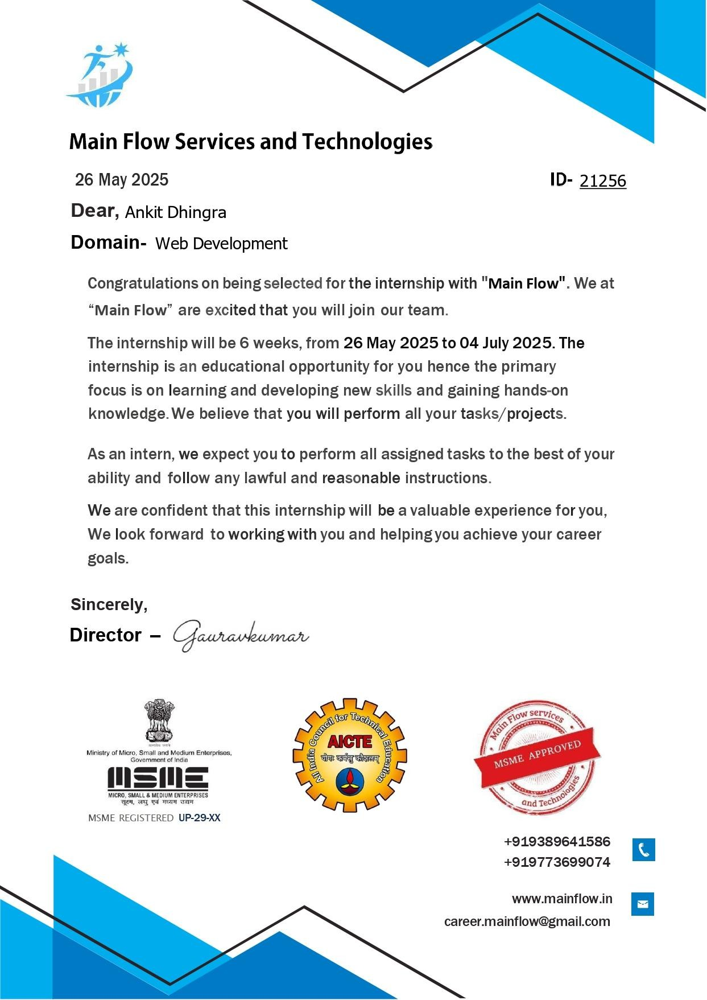 Main Flow Services and Technologies
26 May 2025 ID- 21256
Dear, Ankit Dhingra
Domain- Web Development
Congratulations on being selected for the internship with "Main Flow". We at
“Main Flow” are excited that you will join our team.
The internship will be 6 weeks, from 26 May 2025 to 04 July 2025. The
internship is an educational opportunity for you hence the primary
focus is on learning and developing new skills and gaining hands-on
knowledge. We believe that you will perform all your tasks/projects.
As an intern, we expect you to perform all assigned tasks to the best of your
ability and follow any lawful and reasonable instructions.
We are confident that this internship will be a valuable experience for you,
We look forward to working with you and helping you achieve your career
goals.
Sincerely,
Director – Gauravkumar
सत्यमेव जयते
Ministry of Micro, Small and Medium Enterprises,
Government of India
MSME
MICRO, SMALL & MEDIUM ENTERPRISES
सूक्ष्म, लघु एवं मध्यम उद्यम
MSME REGISTERED UP-29-XX
All India Council for Technical Education
AICTE
योगः कर्मसु कौशलम्
Main Flow services
MSME APPROVED
and Technologies
+919389641586
+919773699074
www.mainflow.in
career.mainflow@gmail.com